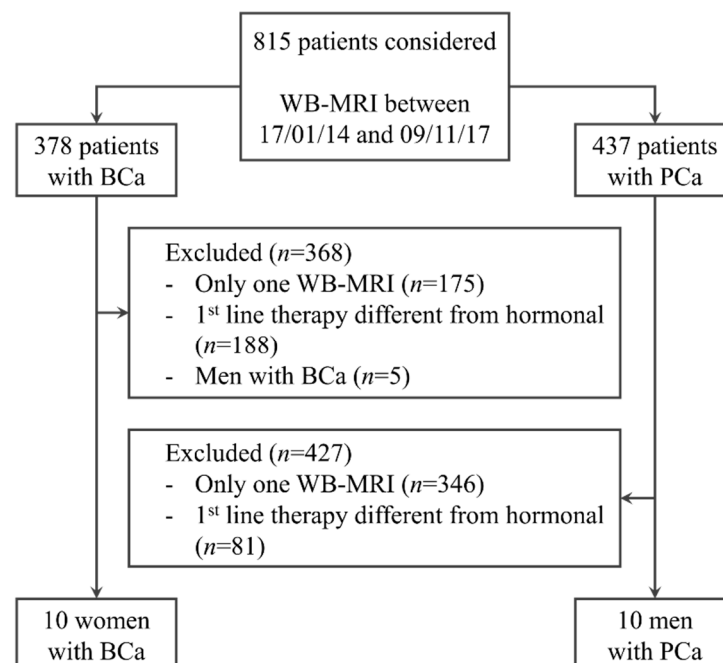 815 patients considered
WB-MRI between
17/01/14 and 09/11/17
378 patients
with BCa
437 patients
with PCa
Excluded (n=368)
- Only one WB-MRI (n=175)
- 1st line therapy different from hormonal
(n=188)
- Men with BCa (n=5)
Excluded (n=427)
- Only one WB-MRI (n=346)
- 1st line therapy different from hormonal
(n=81)
10 women
with BCa
10 men
with PCa